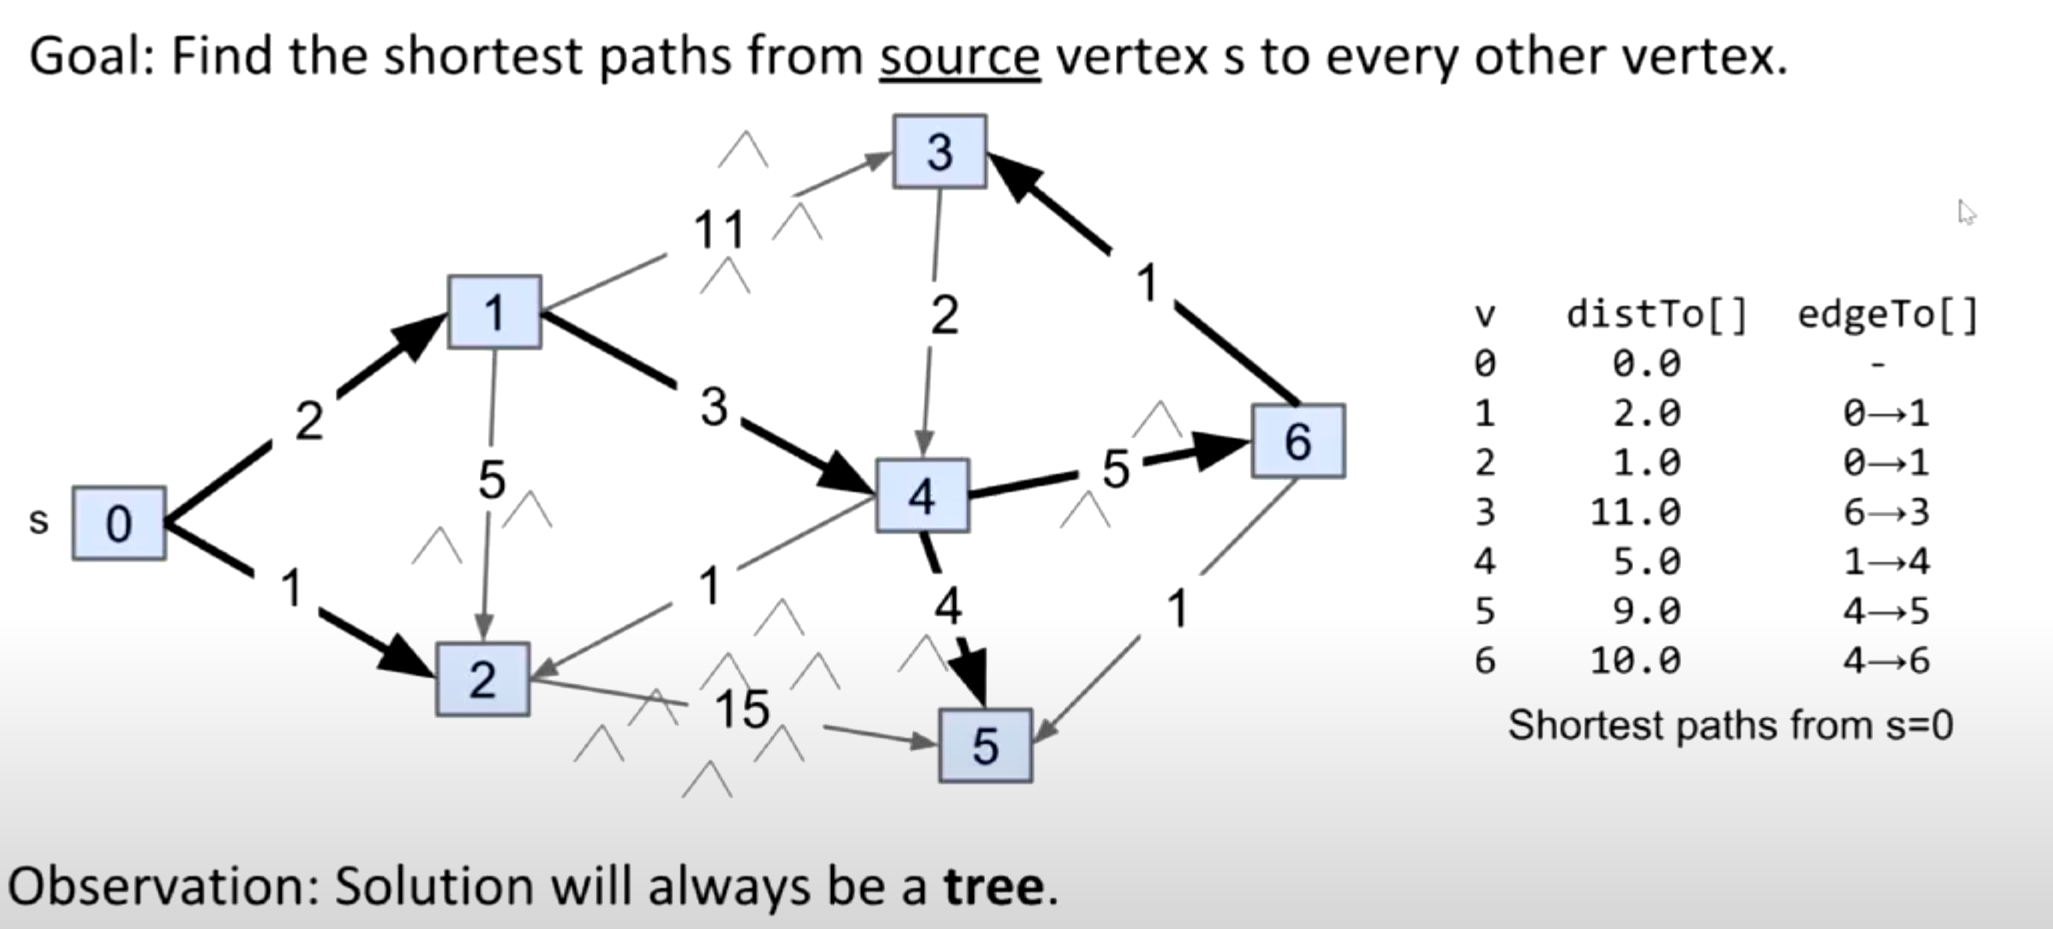 Goal: Find the shortest paths from source vertex s to every other vertex.
3
11
1
1
2
v distTo[] edgeTo[]
0 0.0 -
2
3
1 2.0 0→1
6
5
2 1.0 0→1
5
4
s
0
3 11.0 6→3
1
1
4 5.0 1→4
4
1
5 9.0 4→5
2
15
6 10.0 4→6
5
Shortest paths from s=0
Observation: Solution will always be a tree.